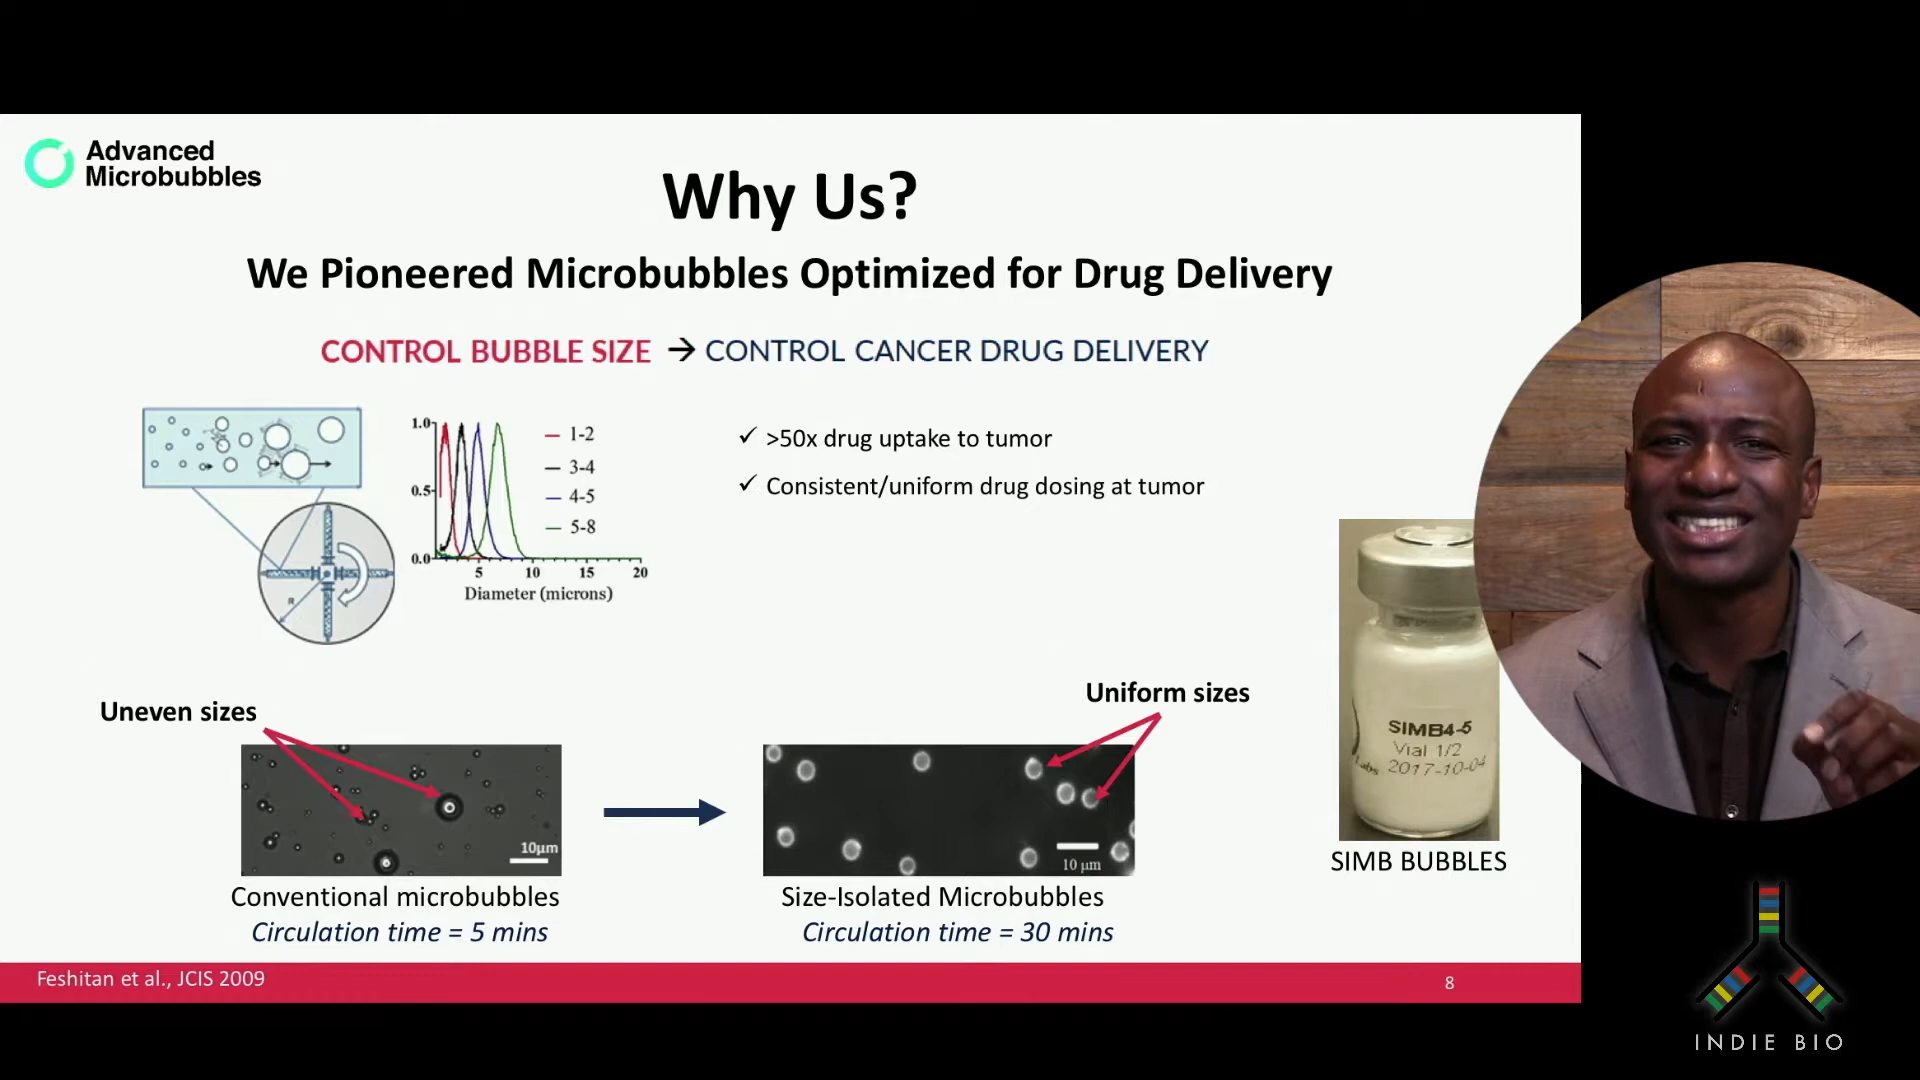 Advanced
Microbubbles
Why Us?
We Pioneered Microbubbles Optimized for Drug Delivery
CONTROL BUBBLE SIZE → CONTROL CANCER DRUG DELIVERY
1.0
0.5
0.0
5 10 15 20
Diameter (microns)
1-2
3-4
4-5
5-8
R
✓ >50x drug uptake to tumor
✓ Consistent/uniform drug dosing at tumor
Uneven sizes
10µm
Conventional microbubbles
Circulation time = 5 mins
Uniform sizes
10 µm
Size-Isolated Microbubbles
Circulation time = 30 mins
SIMB4-5
Vial 1/2
Labs 2017-10-04
SIMB BUBBLES
Feshitan et al., JCIS 2009
8
INDIE BIO